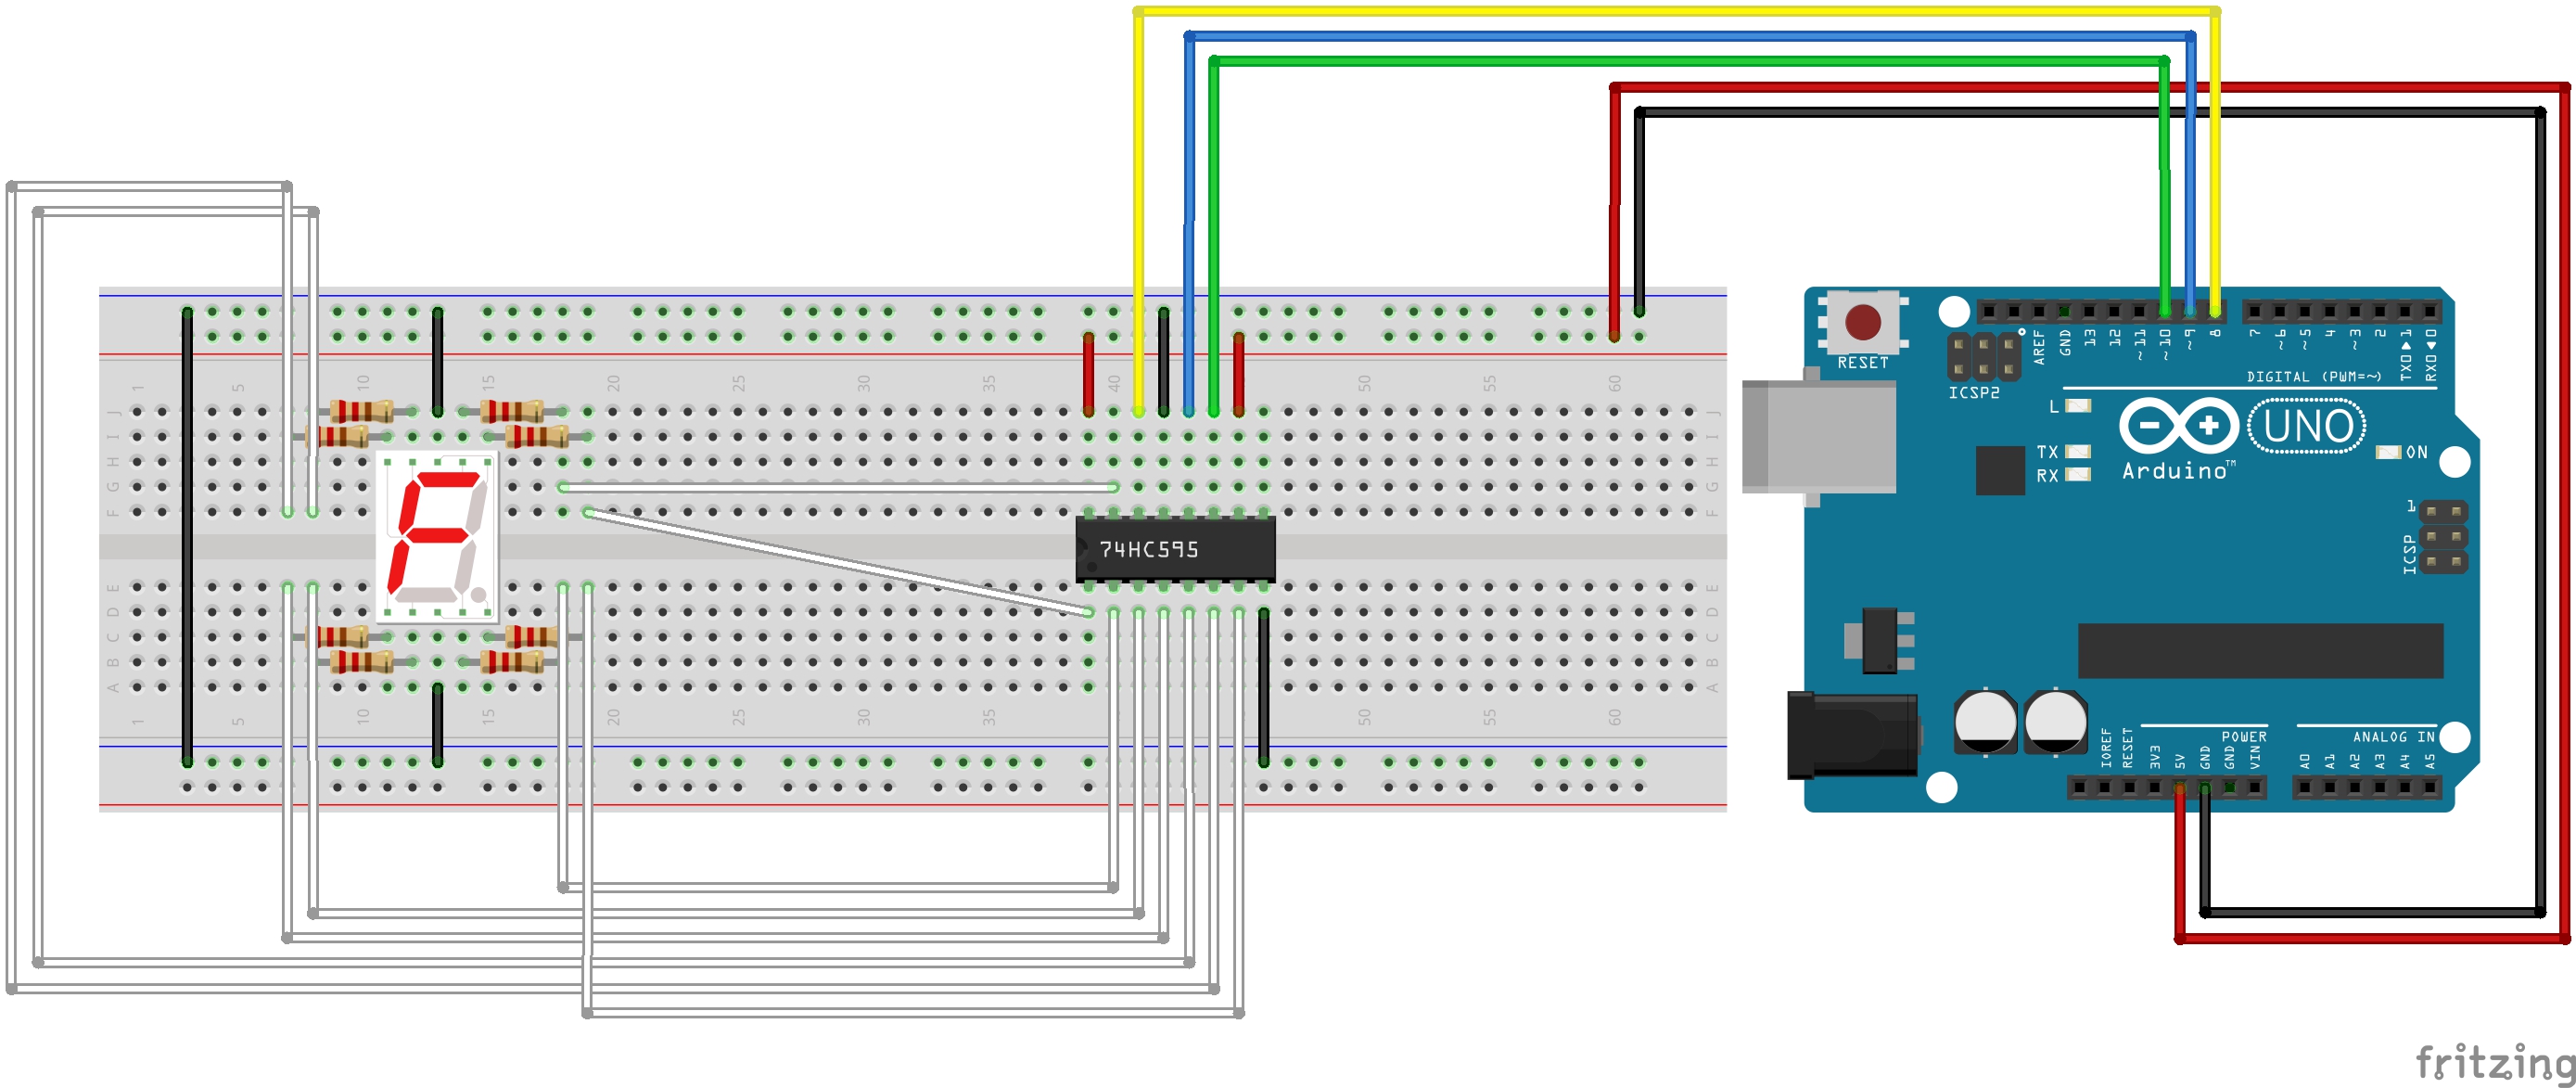 1 5 10 15 20 25 30 35 40 50 55 60
J J
I I
H H
G G
F F
E E
D D
C C
B B
A A
1 5 10 15 20 25 30 35 50 55 60
74HC595
RESET
ICSP2
AREF GND 13 12 ~11 ~10 ~9 8 7 ~6 ~5 4 ~3 2 TX0▶1 RX0◀0
DIGITAL (PWM=~)
L
TX
RX
Arduino™
UNO
ON
1
ICSP
POWER
ANALOG IN
IOREF RESET 3V3 5V GND GND VIN A0 A1 A2 A3 A4 A5
fritzing